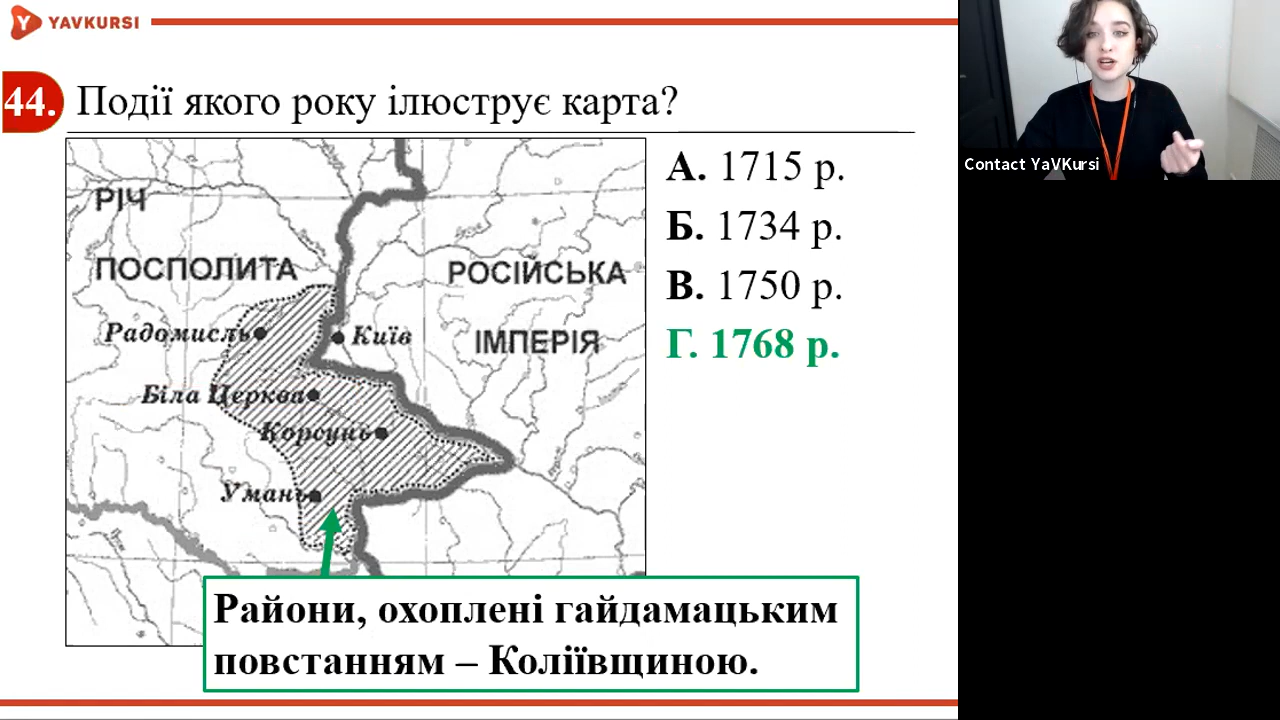 YAVKURSI
44. Події якого року ілюструє карта?
РІЧ
ПОСПОЛИТА
РОСІЙСЬКА
ІМПЕРІЯ
Радомисль
Київ
Біла Церква
Корсунь
Умань
А. 1715 р.
Б. 1734 р.
В. 1750 р.
Г. 1768 р.
Райони, охоплені гайдамацьким
повстанням – Коліївщиною.
Contact YaVKursi